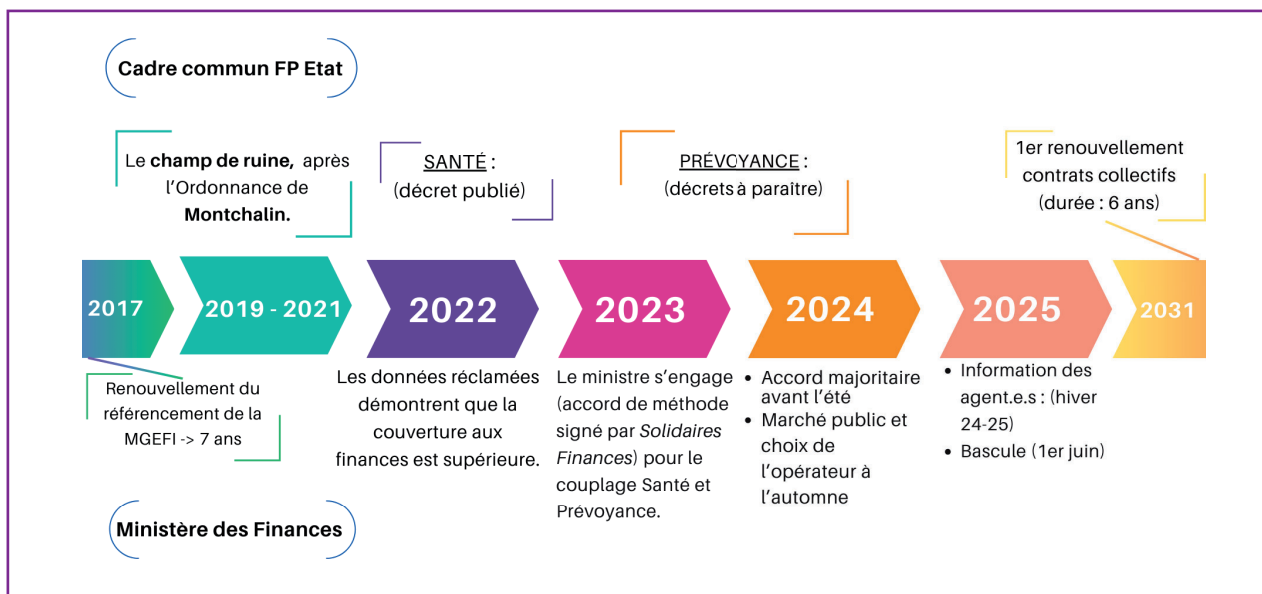 Cadre commun FP Etat
Le champ de ruine, après
l’Ordonnance de
Montchalin.
SANTÉ :
(décret publié)
PRÉVOYANCE :
(décrets à paraître)
1er renouvellement
contrats collectifs
(durée : 6 ans)
2017
2019 - 2021
2022
2023
2024
2025
2031
Renouvellement du
référencement de la
MGEFI -> 7 ans
Les données réclamées
démontrent que la
couverture aux
finances est supérieure.
Le ministre s’engage
(accord de méthode
signé par Solidaires
Finances) pour le
couplage Santé et
Prévoyance.
• Accord majoritaire
avant l’été
• Marché public et
choix de
l’opérateur à
l’automne
• Information des
agent.e.s : (hiver
24-25)
• Bascule (1er juin)
Ministère des Finances